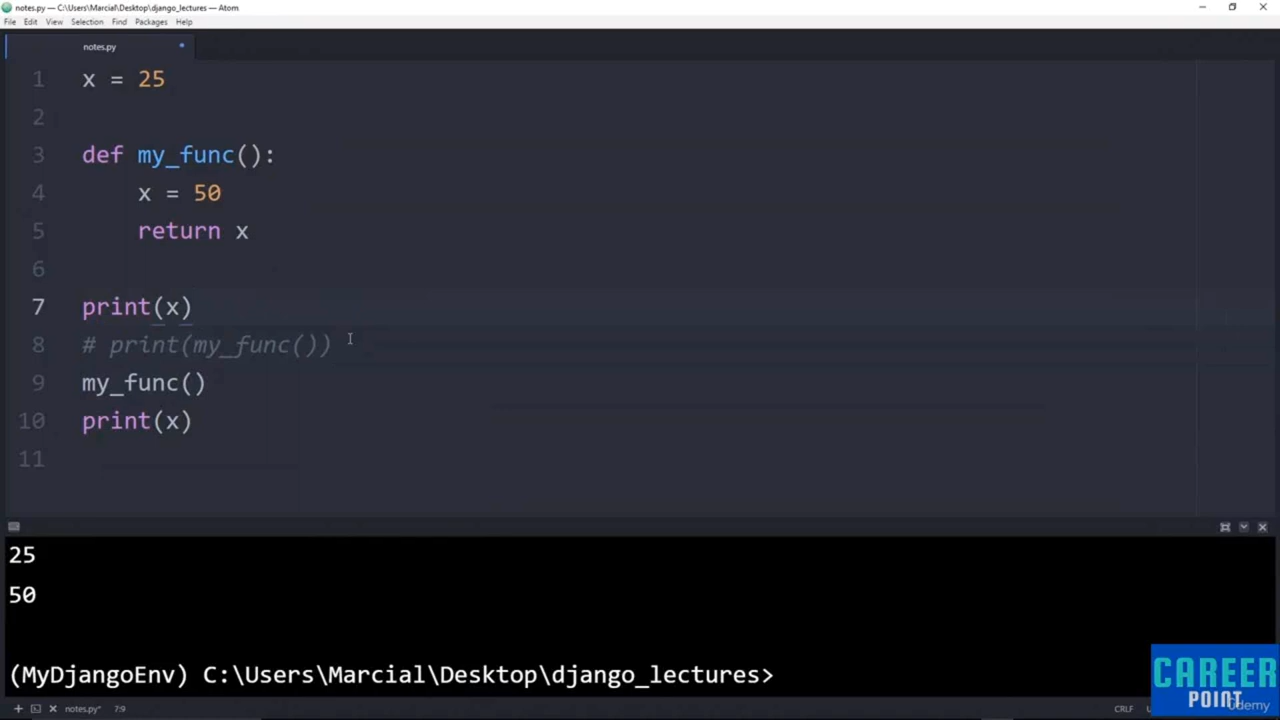 notes.py — C:\Users\Marcial\Desktop\django_lectures — Atom
File Edit View Selection Find Packages Help
notes.py
1 x = 25
2
3 def my_func():
4 x = 50
5 return x
6
7 print(x)
8 # print(my_func())
9 my_func()
10 print(x)
11
25
50
(MyDjangoEnv) C:\Users\Marcial\Desktop\django_lectures>
CAREER
POINT
udemy
notes.py* 7:9 CRLF